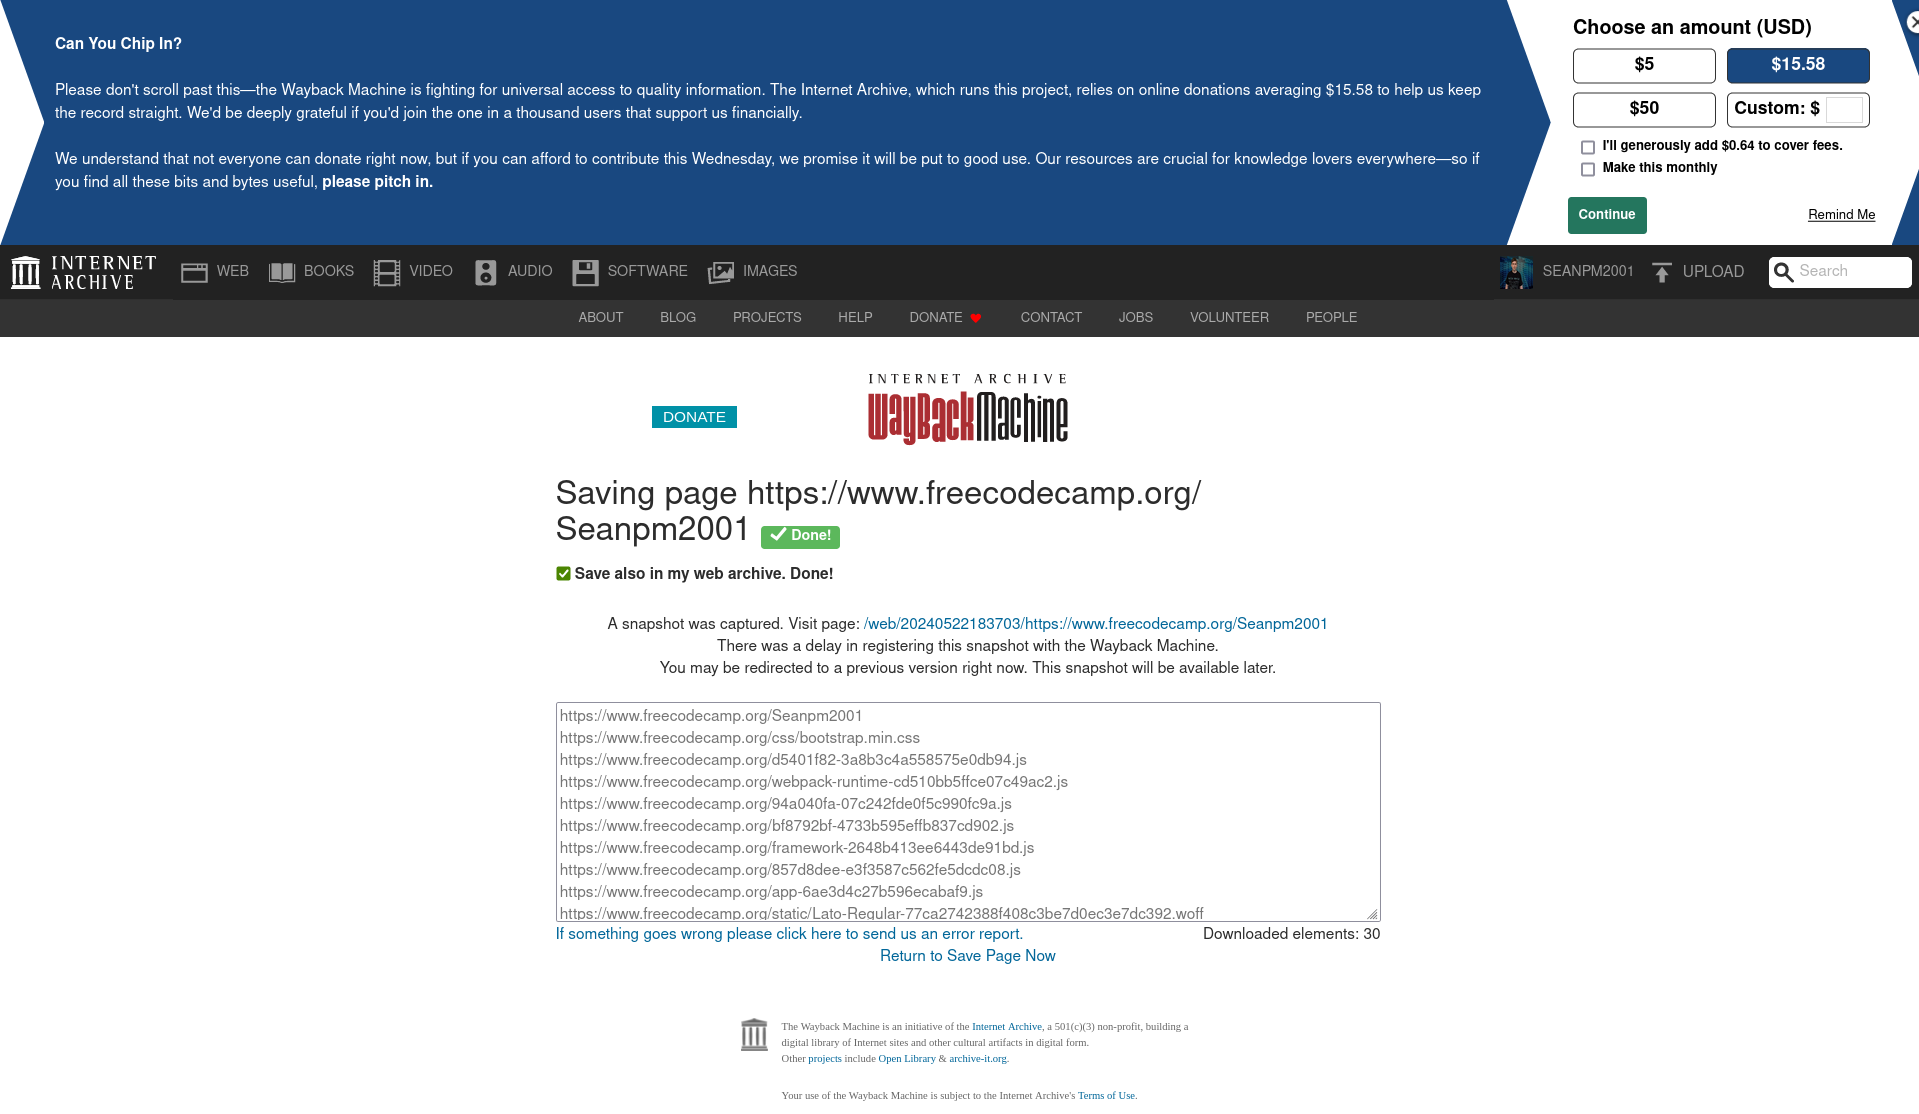 Can You Chip In?
Please don't scroll past this—the Wayback Machine is fighting for universal access to quality information. The Internet Archive, which runs this project, relies on online donations averaging $15.58 to help us keep
the record straight. We'd be deeply grateful if you'd join the one in a thousand users that support us financially.
We understand that not everyone can donate right now, but if you can afford to contribute this Wednesday, we promise it will be put to good use. Our resources are crucial for knowledge lovers everywhere—so if
you find all these bits and bytes useful, please pitch in.
Choose an amount (USD)
$5
$15.58
$50
Custom: $
I'll generously add $0.64 to cover fees.
Make this monthly
Continue
Remind Me
INTERNET
ARCHIVE
WEB
BOOKS
VIDEO
AUDIO
SOFTWARE
IMAGES
SEANPM2001
UPLOAD
Search
ABOUT
BLOG
PROJECTS
HELP
DONATE
CONTACT
JOBS
VOLUNTEER
PEOPLE
DONATE
INTERNET ARCHIVE
WayBackMachine
Saving page https://www.freecodecamp.org/
Seanpm2001 Done!
Save also in my web archive. Done!
A snapshot was captured. Visit page: /web/20240522183703/https://www.freecodecamp.org/Seanpm2001
There was a delay in registering this snapshot with the Wayback Machine.
You may be redirected to a previous version right now. This snapshot will be available later.
https://www.freecodecamp.org/Seanpm2001
https://www.freecodecamp.org/css/bootstrap.min.css
https://www.freecodecamp.org/d5401f82-3a8b3c4a558575e0db94.js
https://www.freecodecamp.org/webpack-runtime-cd510bb5ffce07c49ac2.js
https://www.freecodecamp.org/94a040fa-07c242fde0f5c990fc9a.js
https://www.freecodecamp.org/bf8792bf-4733b595effb837cd902.js
https://www.freecodecamp.org/framework-2648b413ee6443de91bd.js
https://www.freecodecamp.org/857d8dee-e3f3587c562fe5dcdc08.js
https://www.freecodecamp.org/app-6ae3d4c27b596ecabaf9.js
https://www.freecodecamp.org/static/Lato-Regular-77ca2742388f408c3be7d0ec3e7dc392.woff
If something goes wrong please click here to send us an error report.
Downloaded elements: 30
Return to Save Page Now
The Wayback Machine is an initiative of the Internet Archive, a 501(c)(3) non-profit, building a
digital library of Internet sites and other cultural artifacts in digital form.
Other projects include Open Library & archive-it.org.
Your use of the Wayback Machine is subject to the Internet Archive's Terms of Use.